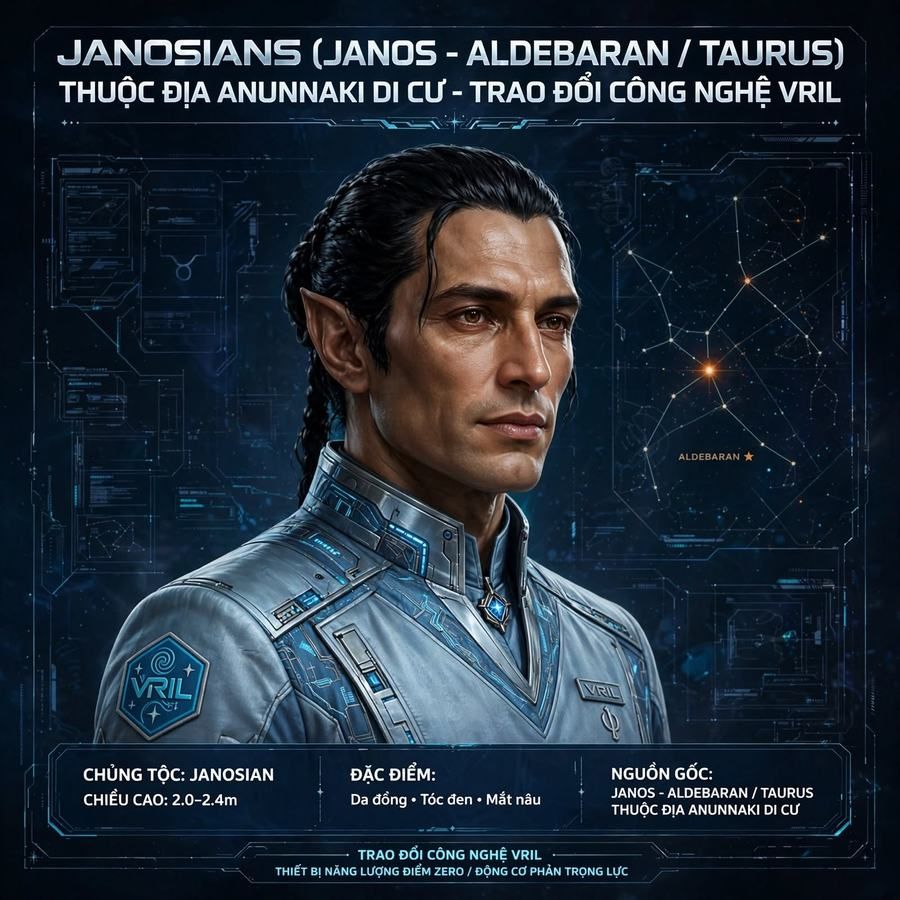 JANOSIANS (JANOS - ALDEBARAN / TAURUS)
THUỘC ĐỊA ANUNNAKI DI CƯ - TRAO ĐỔI CÔNG NGHỆ VRIL
ALDEBARAN
VRIL
VRIL
CHỦNG TỘC: JANOSIAN
CHIỀU CAO: 2.0-2.4m
ĐẶC ĐIỂM:
Da đồng • Tóc đen • Mắt nâu
NGUỒN GỐC:
JANOS - ALDEBARAN / TAURUS
THUỘC ĐỊA ANUNNAKI DI CƯ
TRAO ĐỔI CÔNG NGHỆ VRIL
THIẾT BỊ NĂNG LƯỢNG ĐIỂM ZERO / ĐỘNG CƠ PHẢN TRỌNG LỰC